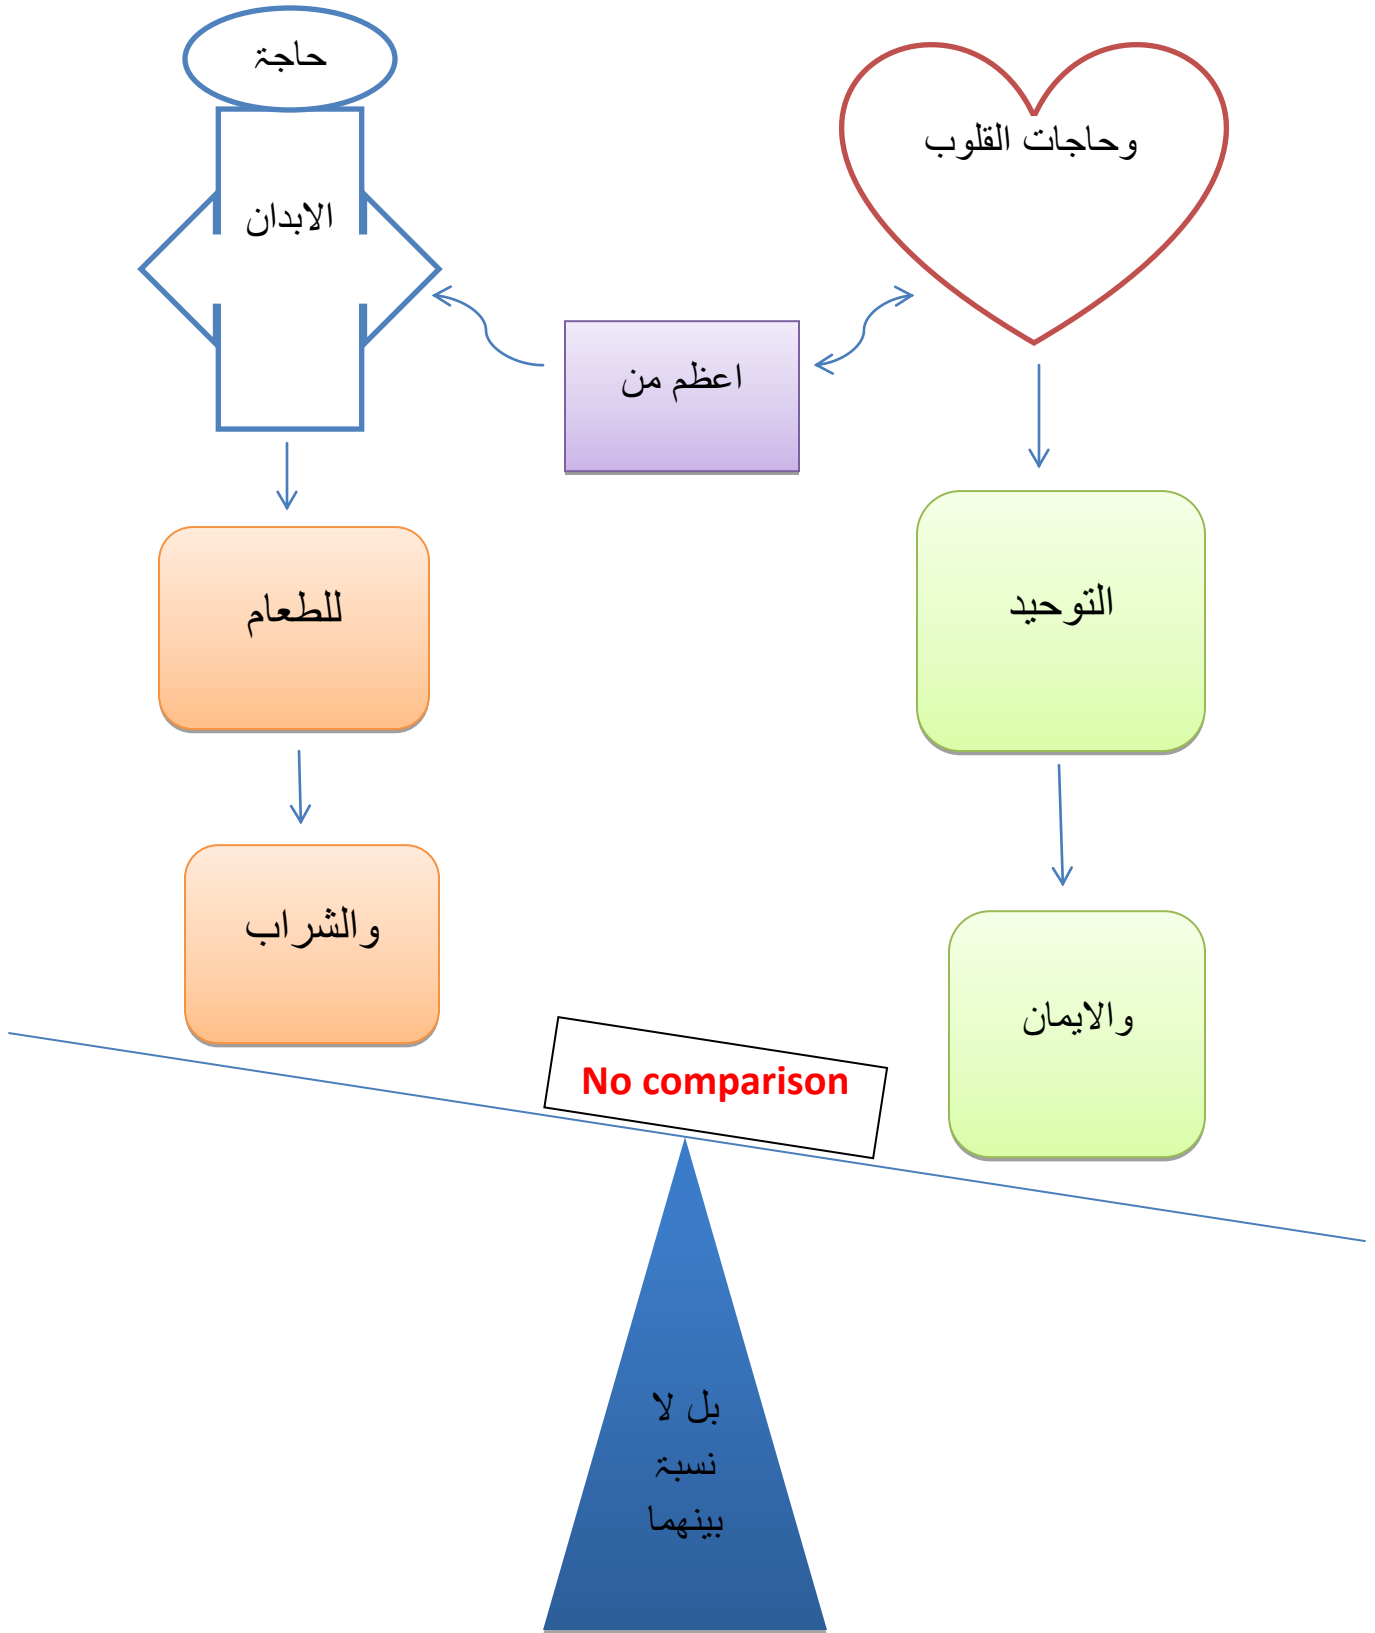 حاجة
وحاجات القلوب
الابدان
اعظم من
للطعام
التوحيد
والشراب
والايمان
No comparison
بل لا
نسبة
بينهما